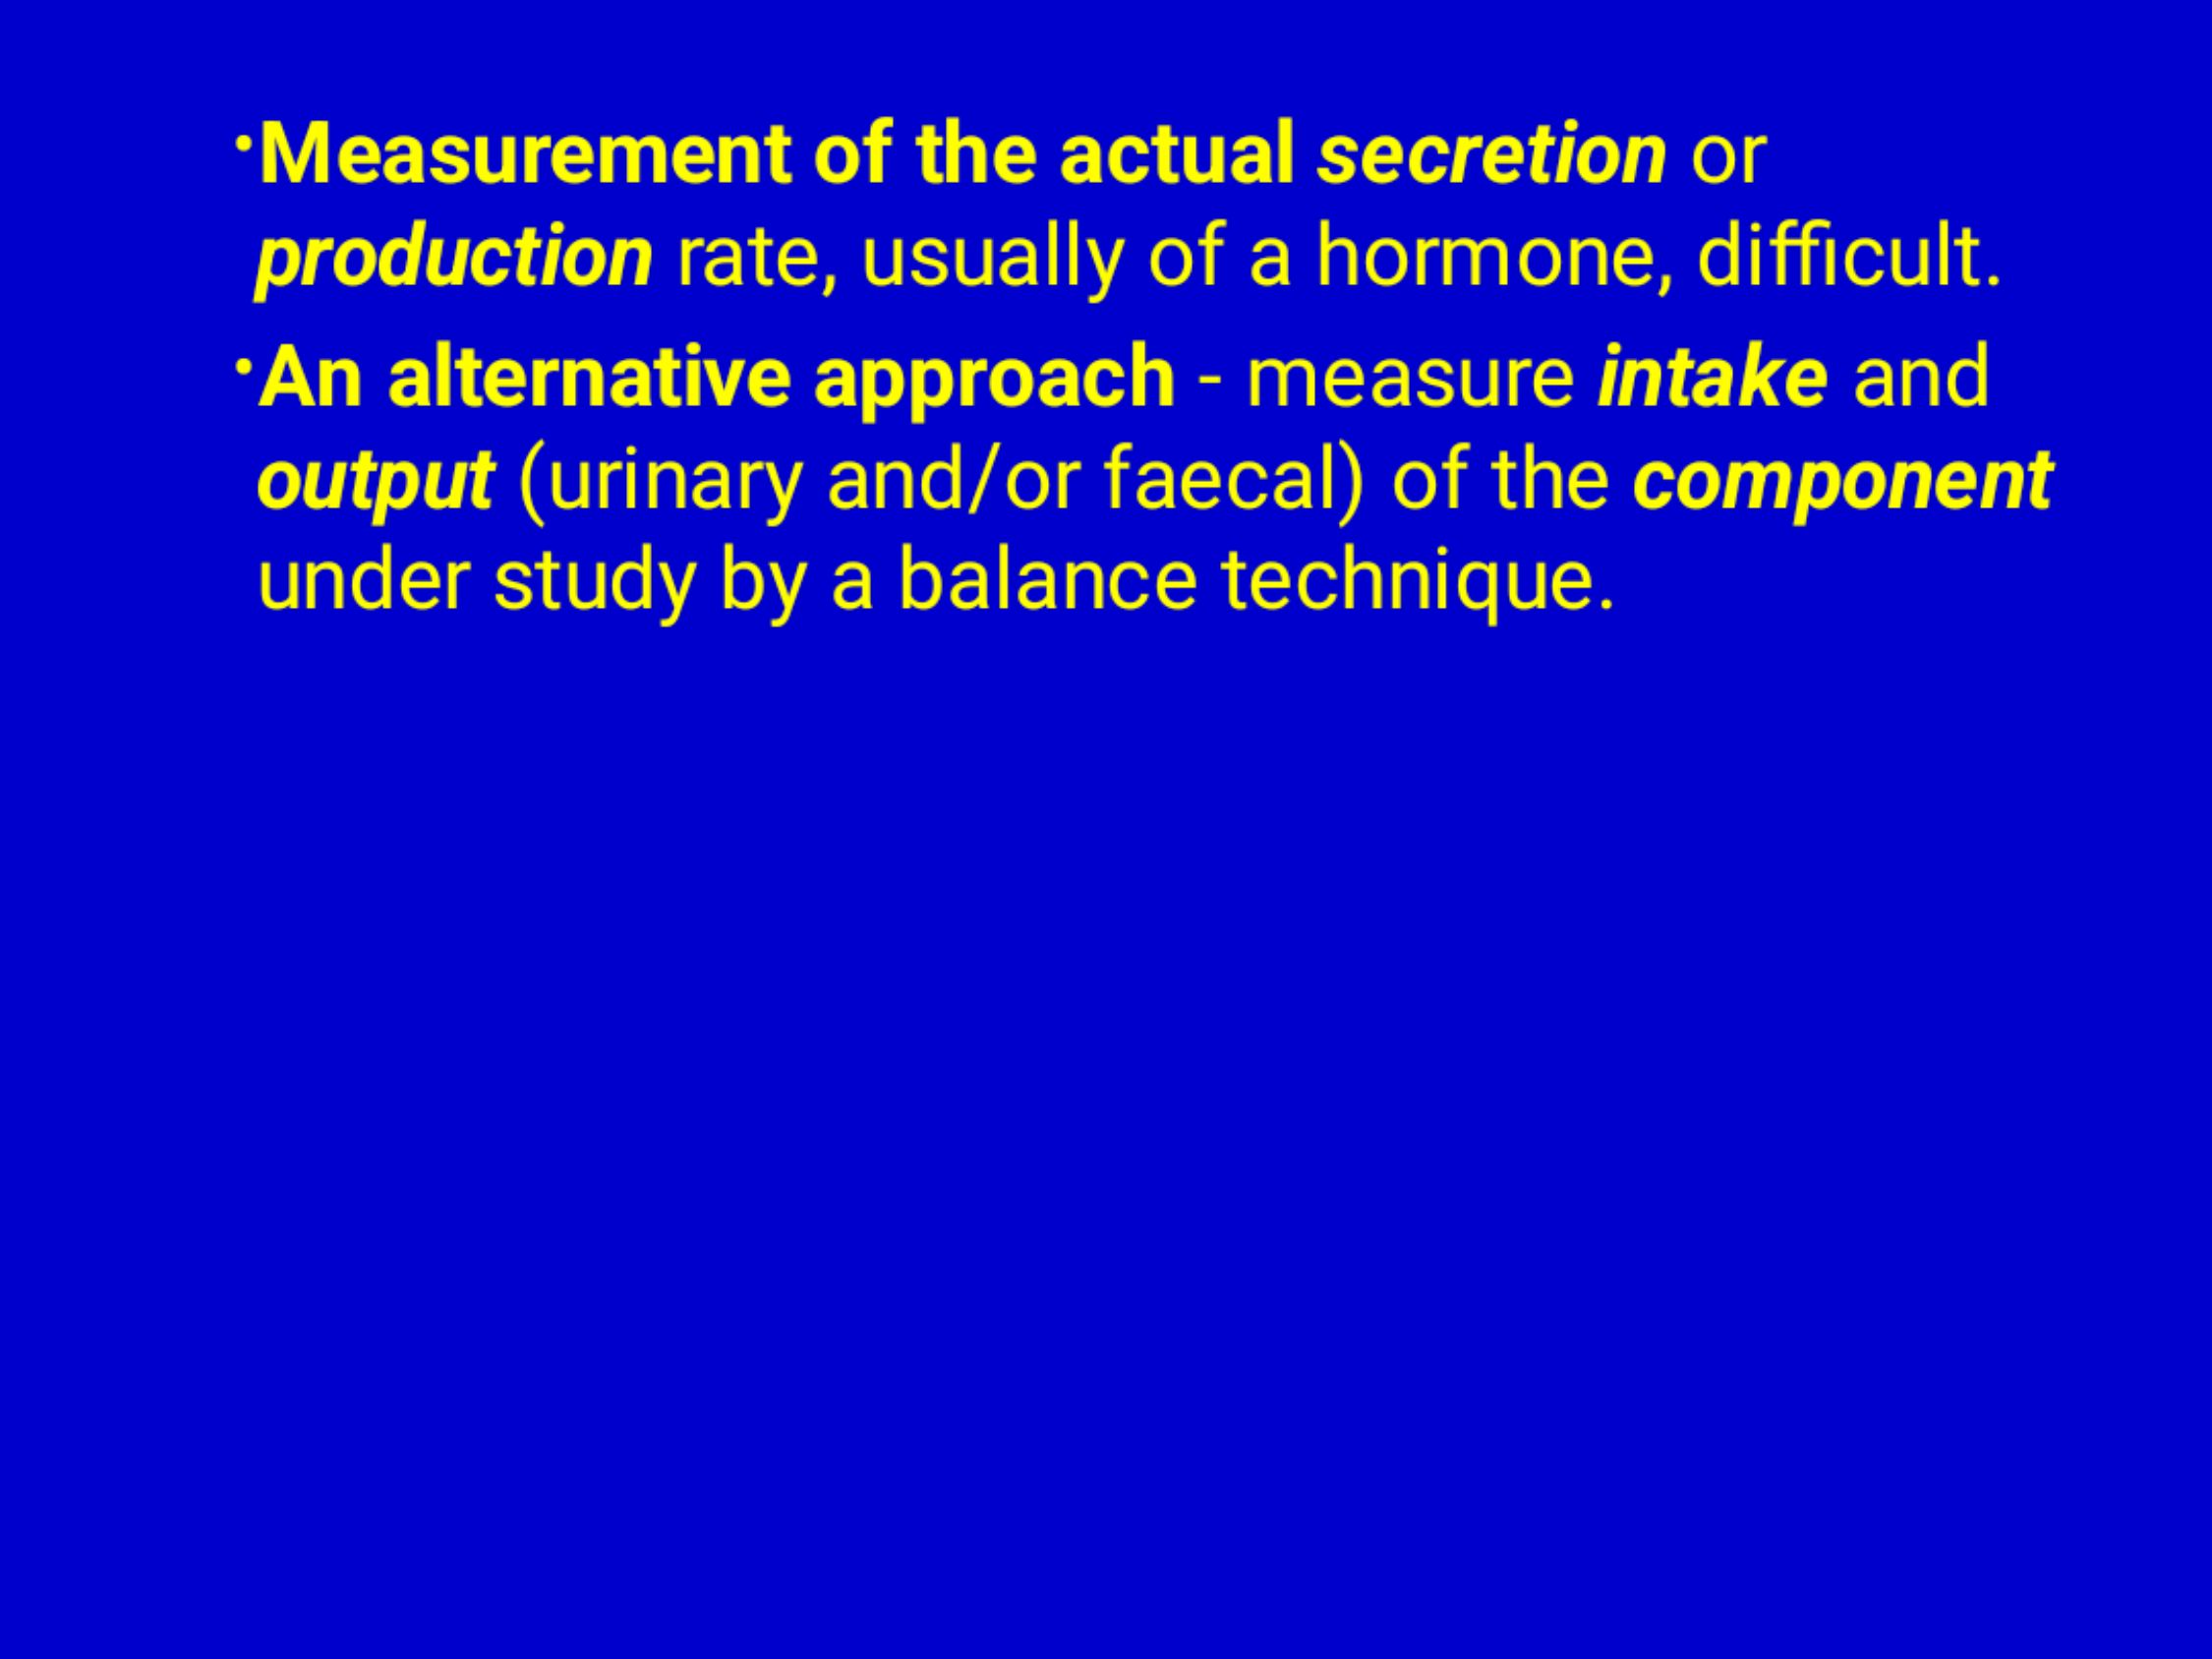 •Measurement of the actual secretion or
production rate, usually of a hormone, difficult.
•An alternative approach - measure intake and
output (urinary and/or faecal) of the component
under study by a balance technique.